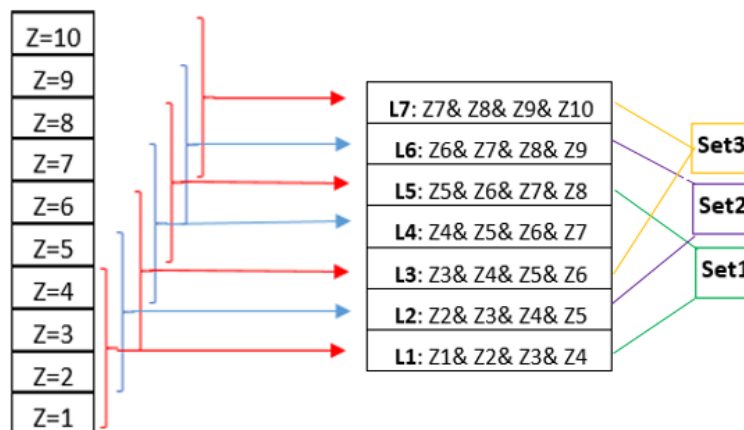 Z=10
Z=9
Z=8
Z=7
Z=6
Z=5
Z=4
Z=3
Z=2
Z=1
L7: Z7& Z8& Z9& Z10
L6: Z6& Z7& Z8& Z9
L5: Z5& Z6& Z7& Z8
L4: Z4& Z5& Z6& Z7
L3: Z3& Z4& Z5& Z6
L2: Z2& Z3& Z4& Z5
L1: Z1& Z2& Z3& Z4
Set3
Set2
Set1